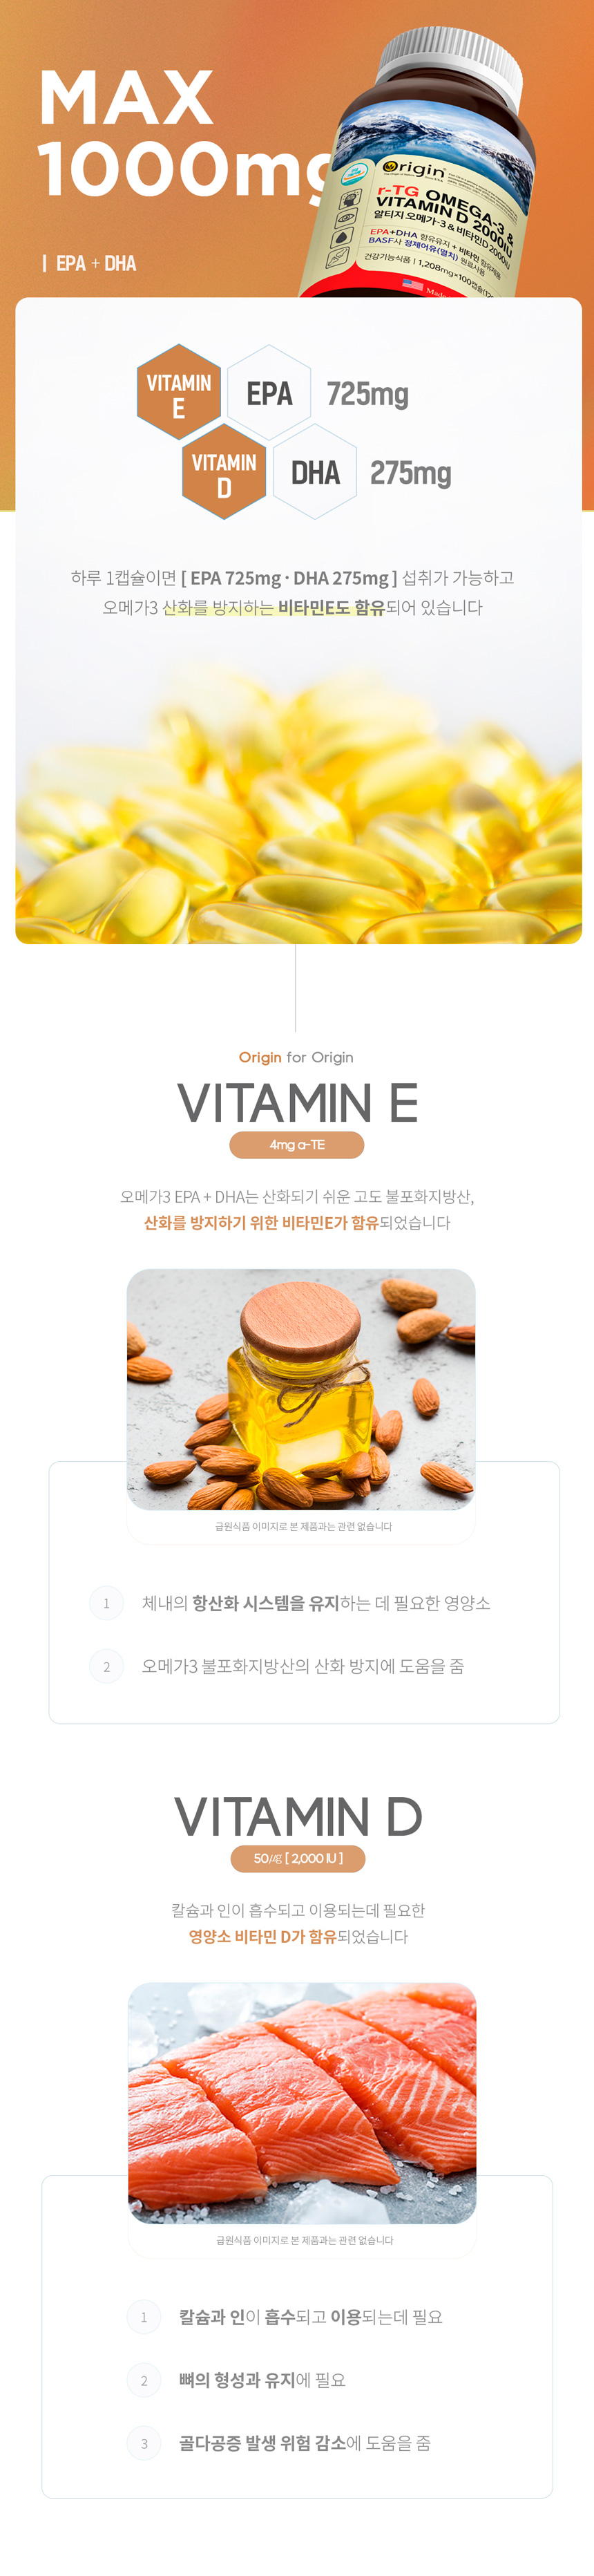 MAX
1000mg
| EPA + DHA
Origin
r-TG OMEGA-3 &
VITAMIN D 2000IU
알티지 오메가-3 & 비타민D 2000IU
EPA+DHA 함유유지 + 비타민 함유제품
BASF사 정제어유(멸치) 원료사용
건강기능식품 | 1,208mg×100캡슐
VITAMIN
E
EPA
725mg
VITAMIN
D
DHA
275mg
하루 1캡슐이면 [ EPA 725mg · DHA 275mg ] 섭취가 가능하고
오메가3 산화를 방지하는 비타민E도 함유되어 있습니다
Origin for Origin
VITAMIN E
4mg α-TE
오메가3 EPA + DHA는 산화되기 쉬운 고도 불포화지방산,
산화를 방지하기 위한 비타민E가 함유되었습니다
급원식품 이미지로 본 제품과는 관련 없습니다
1 체내의 항산화 시스템을 유지하는 데 필요한 영양소
2 오메가3 불포화지방산의 산화 방지에 도움을 줌
VITAMIN D
50㎍ [ 2,000 IU ]
칼슘과 인이 흡수되고 이용되는데 필요한
영양소 비타민 D가 함유되었습니다
급원식품 이미지로 본 제품과는 관련 없습니다
1 칼슘과 인이 흡수되고 이용되는데 필요
2 뼈의 형성과 유지에 필요
3 골다공증 발생 위험 감소에 도움을 줌